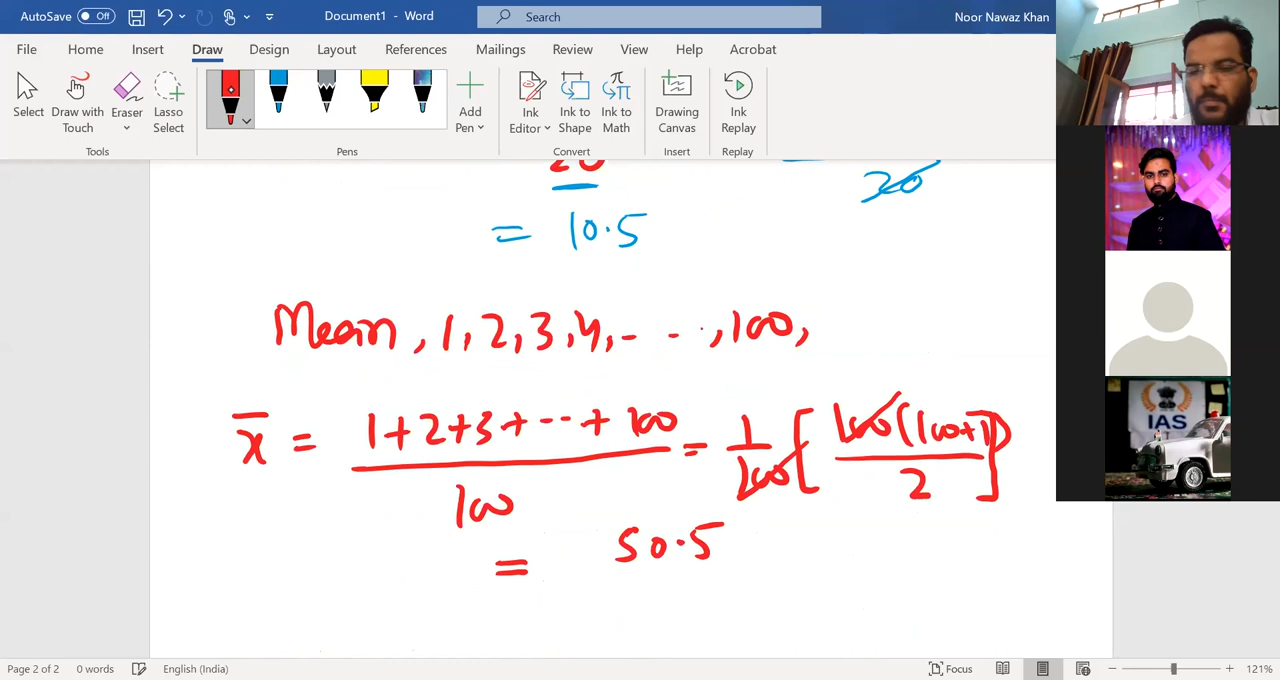 AutoSave Off Document1 - Word Search Noor Nawaz Khan
File Home Insert Draw Design Layout References Mailings Review View Help Acrobat
Select Draw with Touch Eraser Lasso Select Add Pen Ink Editor Ink to Shape Ink to Math Drawing Canvas Ink Replay
Tools Pens Convert Insert Replay
20 20
= 10.5
Mean, 1, 2, 3, 4, - - -, 100,
x̄ = (1+2+3+---+100)/100 = 1/100 [100(100+1)/2]
= 50.5
IAS
Page 2 of 2 0 words English (India) Focus 121%